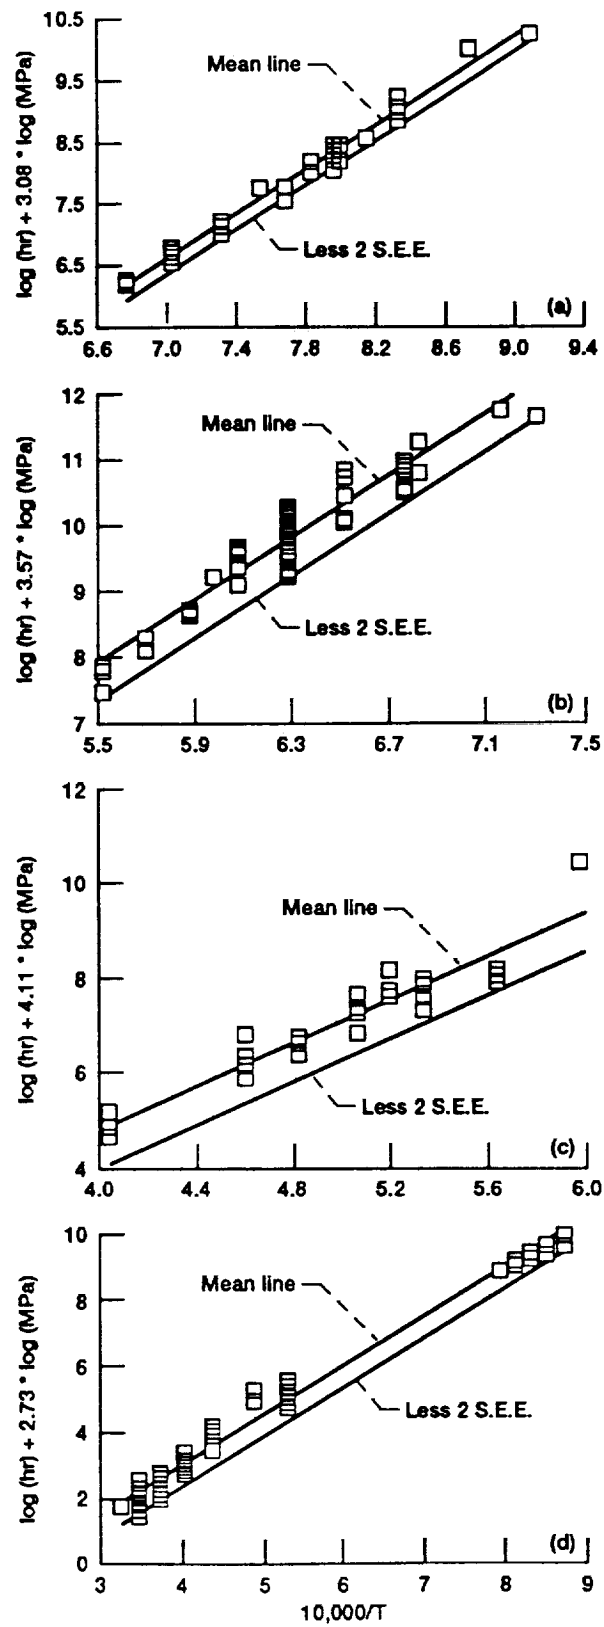 10.5
log (hr) + 3.08 * log (MPa)
Mean line
9.5
8.5
7.5
Less 2 S.E.E.
6.5
(a)
5.5
6.6 7.0 7.4 7.8 8.2 8.6 9.0 9.4
12
log (hr) + 3.57 * log (MPa)
Mean line
11
10
9
Less 2 S.E.E.
8
(b)
7
5.5 5.9 6.3 6.7 7.1 7.5
12
log (hr) + 4.11 * log (MPa)
10
Mean line
8
6
Less 2 S.E.E.
(c)
4
4.0 4.4 4.8 5.2 5.6 6.0
10
log (hr) + 2.73 * log (MPa)
Mean line
8
6
Less 2 S.E.E.
4
2
(d)
0
3 4 5 6 7 8 9
10,000/T